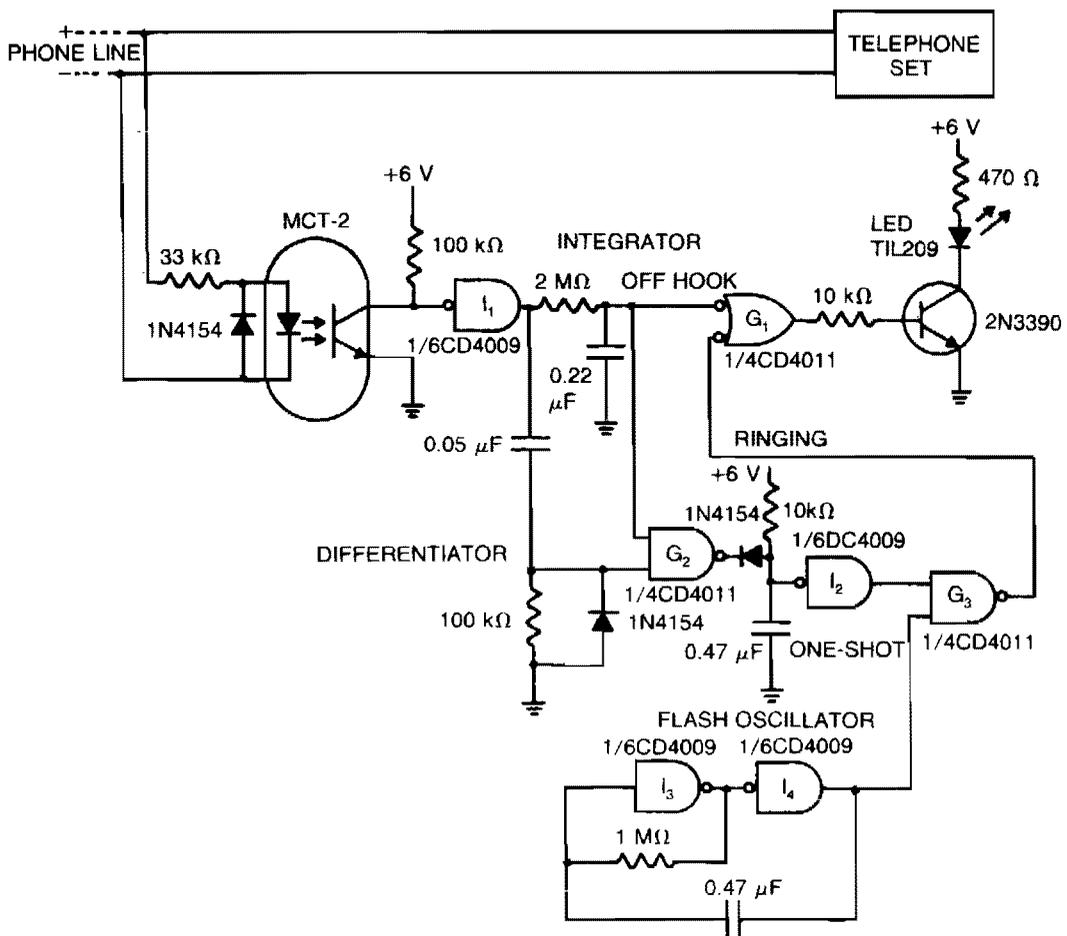 +
PHONE LINE
−
TELEPHONE
SET
+6 V
470 Ω
LED
TIL209
+6 V
MCT-2
100 kΩ
INTEGRATOR
33 kΩ
2 MΩ
OFF HOOK
10 kΩ
I1
G1
1N4154
2N3390
1/6CD4009
1/4CD4011
0.22
μF
0.05 μF
RINGING
+6 V
1N4154
10kΩ
1/6DC4009
DIFFERENTIATOR
G2
I2
G3
1/4CD4011
100 kΩ
1N4154
0.47 μF
ONE-SHOT
1/4CD4011
FLASH OSCILLATOR
1/6CD4009
1/6CD4009
I3
I4
1 MΩ
0.47 μF